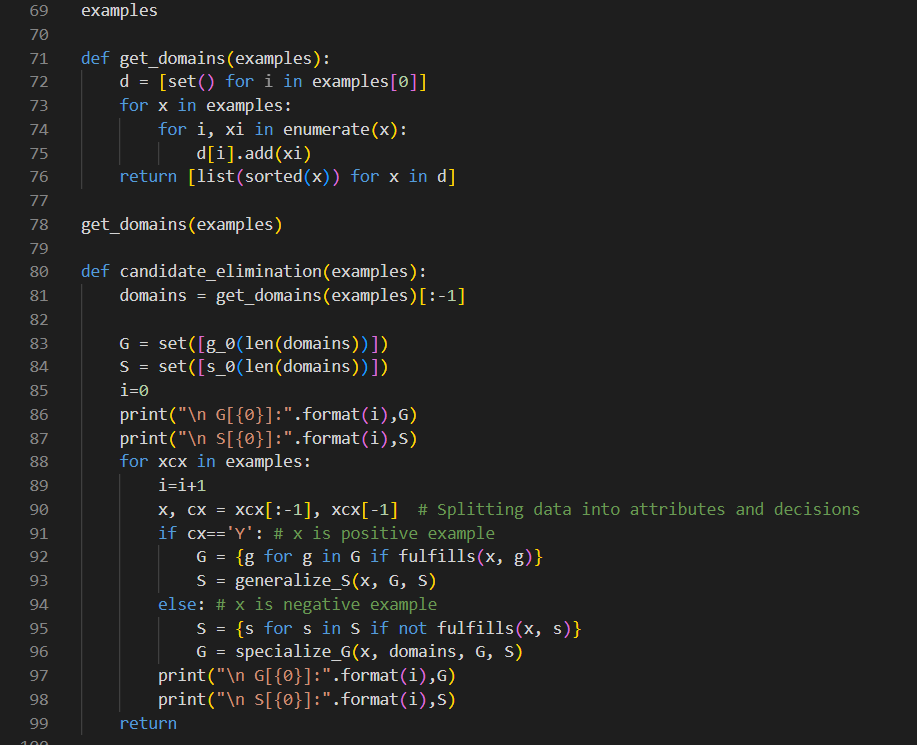 69 examples
70
71 def get_domains(examples):
72     d = [set() for i in examples[0]]
73     for x in examples:
74         for i, xi in enumerate(x):
75             d[i].add(xi)
76     return [list(sorted(x)) for x in d]
77
78 get_domains(examples)
79
80 def candidate_elimination(examples):
81     domains = get_domains(examples)[:-1]
82
83     G = set([g_0(len(domains))])
84     S = set([s_0(len(domains))])
85     i=0
86     print("\n G[{0}]:".format(i),G)
87     print("\n S[{0}]:".format(i),S)
88     for xcx in examples:
89         i=i+1
90         x, cx = xcx[:-1], xcx[-1]  # Splitting data into attributes and decisions
91         if cx=='Y': # x is positive example
92             G = {g for g in G if fulfills(x, g)}
93             S = generalize_S(x, G, S)
94         else: # x is negative example
95             S = {s for s in S if not fulfills(x, s)}
96             G = specialize_G(x, domains, G, S)
97         print("\n G[{0}]:".format(i),G)
98         print("\n S[{0}]:".format(i),S)
99     return